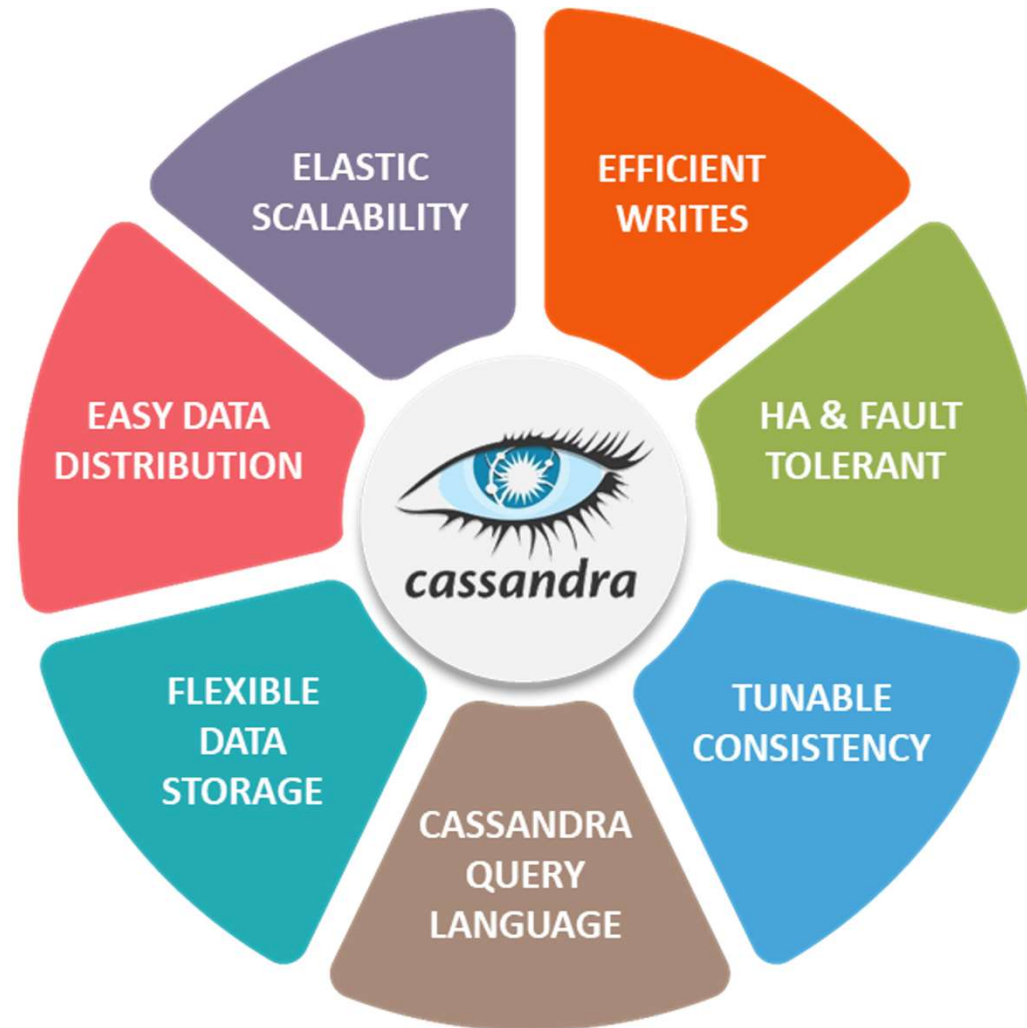 ELASTIC
SCALABILITY
EFFICIENT
WRITES
EASY DATA
DISTRIBUTION
HA & FAULT
TOLERANT
cassandra
FLEXIBLE
DATA
STORAGE
TUNABLE
CONSISTENCY
CASSANDRA
QUERY
LANGUAGE